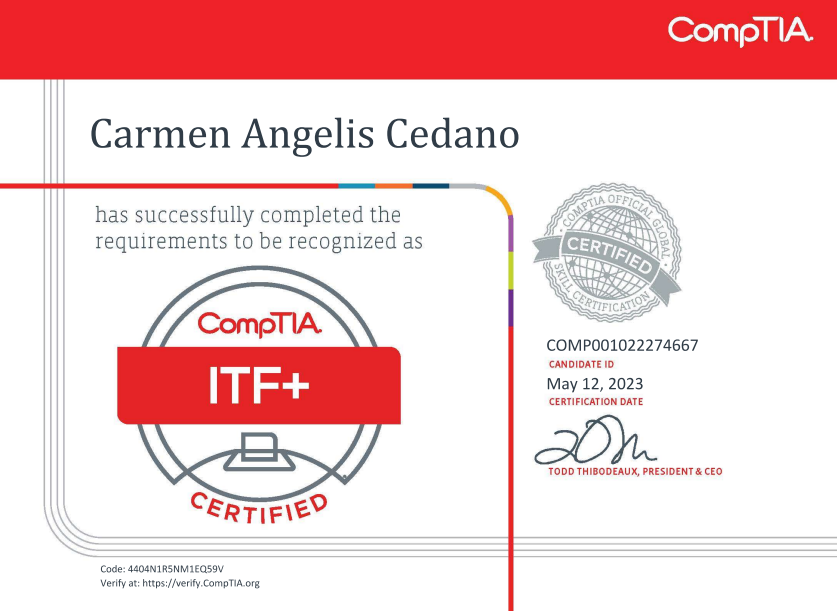 CompTIA.
Carmen Angelis Cedano
has successfully completed the
requirements to be recognized as
CompTIA.
ITF+
CERTIFIED
COMPTIA OFFICIAL GLOBAL
CERTIFIED
SKILL CERTIFICATION
COMP001022274667
CANDIDATE ID
May 12, 2023
CERTIFICATION DATE
TODD THIBODEAUX, PRESIDENT & CEO
Code: 4404N1R5NM1EQ59V
Verify at: https://verify.CompTIA.org